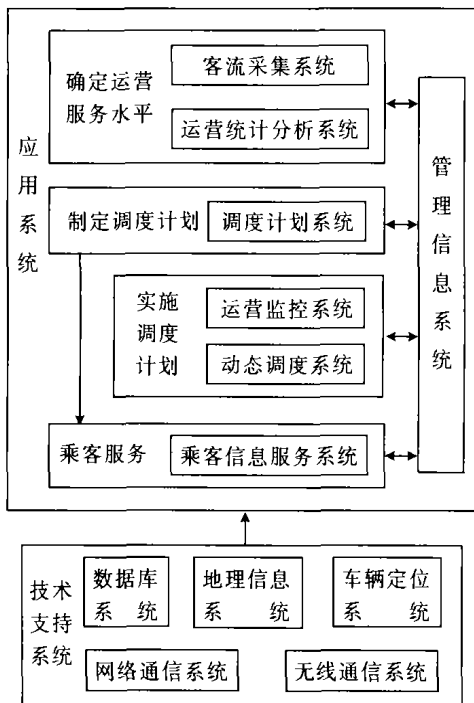 应用系统
确定运营
服务水平
客流采集系统
运营统计分析系统
制定调度计划
调度计划系统
实施
调度
计划
运营监控系统
动态调度系统
乘客服务
乘客信息服务系统
管理信息系统
技术
支持
系统
数据库
系 统
地理信息
系 统
车辆定位
系 统
网络通信系统
无线通信系统